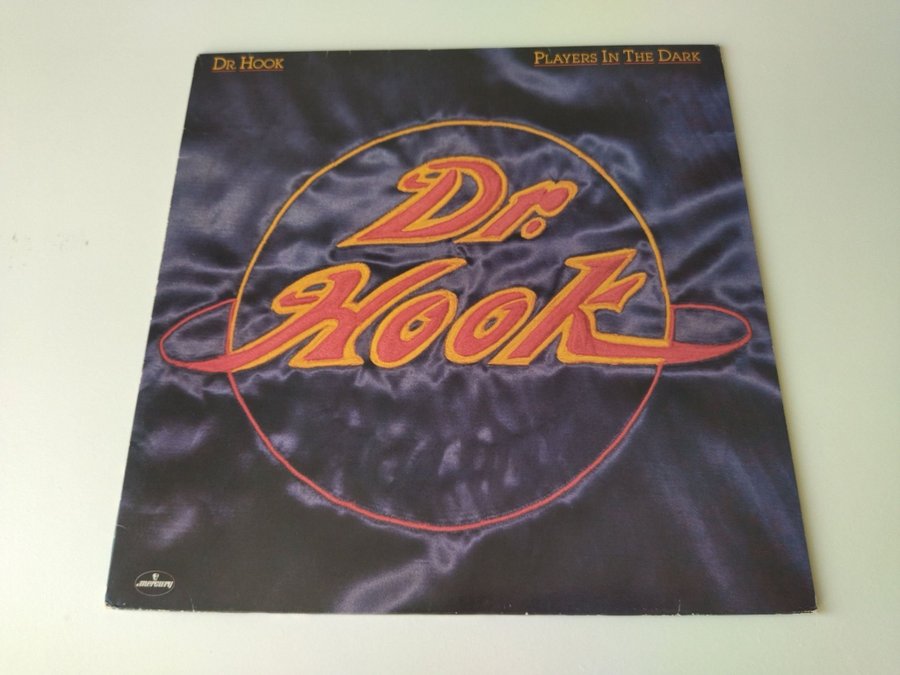 DR HOOK
PLAYERS IN THE DARK
Dr.
Hook
mercury